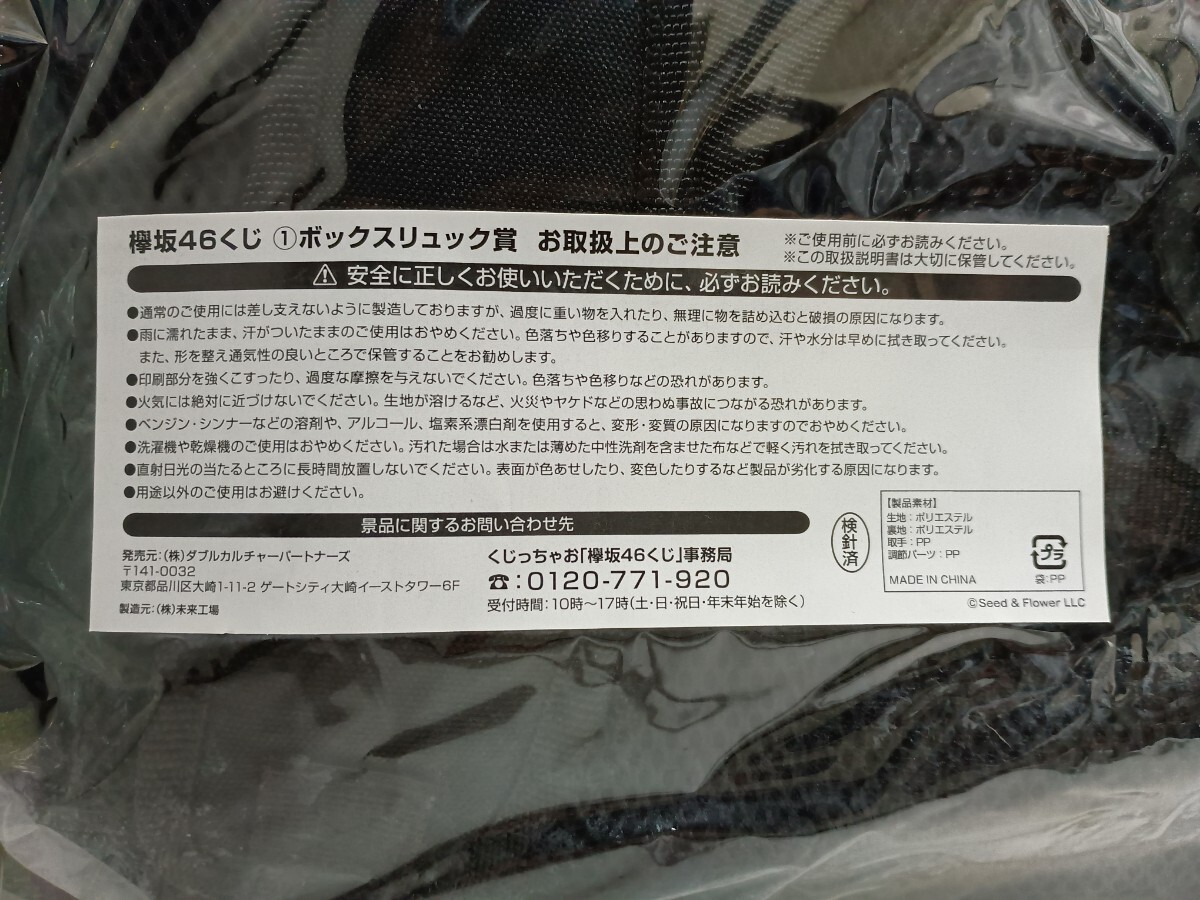 欅坂46くじ ①ボックスリュック賞 お取扱上のご注意
※ご使用前に必ずお読みください。
※この取扱説明書は大切に保管してください。
⚠ 安全に正しくお使いいただくために、必ずお読みください。
●通常のご使用には差し支えないように製造しておりますが、過度に重い物を入れたり、無理に物を詰め込むと破損の原因になります。
●雨に濡れたまま、汗がついたままのご使用はおやめください。色落ちや色移りすることがありますので、汗や水分は早めに拭き取ってください。
また、形を整え通気性の良いところで保管することをお勧めします。
●印刷部分を強くこすったり、過度な摩擦を与えないでください。色落ちや色移りなどの恐れがあります。
●火気には絶対に近づけないでください。生地が溶けるなど、火災やヤケドなどの思わぬ事故につながる恐れがあります。
●ベンジン・シンナーなどの溶剤や、アルコール、塩素系漂白剤を使用すると、変形・変質の原因になりますのでおやめください。
●洗濯機や乾燥機のご使用はおやめください。汚れた場合は水または薄めた中性洗剤を含ませた布などで軽く汚れを拭き取ってください。
●直射日光の当たるところに長時間放置しないでください。表面が色あせしたり、変色したりするなど製品が劣化する原因になります。
●用途以外のご使用はお避けください。
景品に関するお問い合わせ先
発売元:(株)ダブルカルチャーパートナーズ
〒141-0032
東京都品川区大崎1-11-2 ゲートシティ大崎イーストタワー6F
製造元:(株)未来工場
くじっちゃお「欅坂46くじ」事務局
☎:0120-771-920
受付時間:10時〜17時(土・日・祝日・年末年始を除く)
検針済
【製品素材】
生地:ポリエステル
裏地:ポリエステル
取手:PP
調節パーツ:PP
MADE IN CHINA
プラ
袋:PP
©Seed & Flower LLC